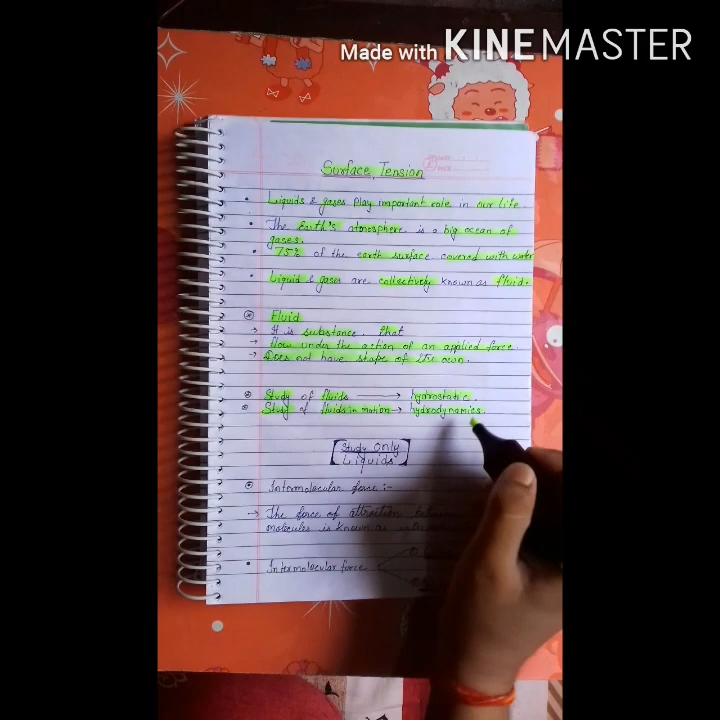 Made with KINEMASTER
Surface Tension
• Liquids & gases play important role in our life.
• The Earth's atmosphere is a big ocean of
gases.
• 75% of the earth surface covered with water
• Liquid & gases are collectively known as fluid.
Fluid
→ It is substance that
→ flow under the action of an applied force.
→ Does not have shape of its own.
Study of fluids → hydrostatic.
Study of fluids in motion → hydrodynamics.
[Study Only
Liquids]
Intermolecular force :-
→ The force of attraction
molecules is known as
• Intermolecular force